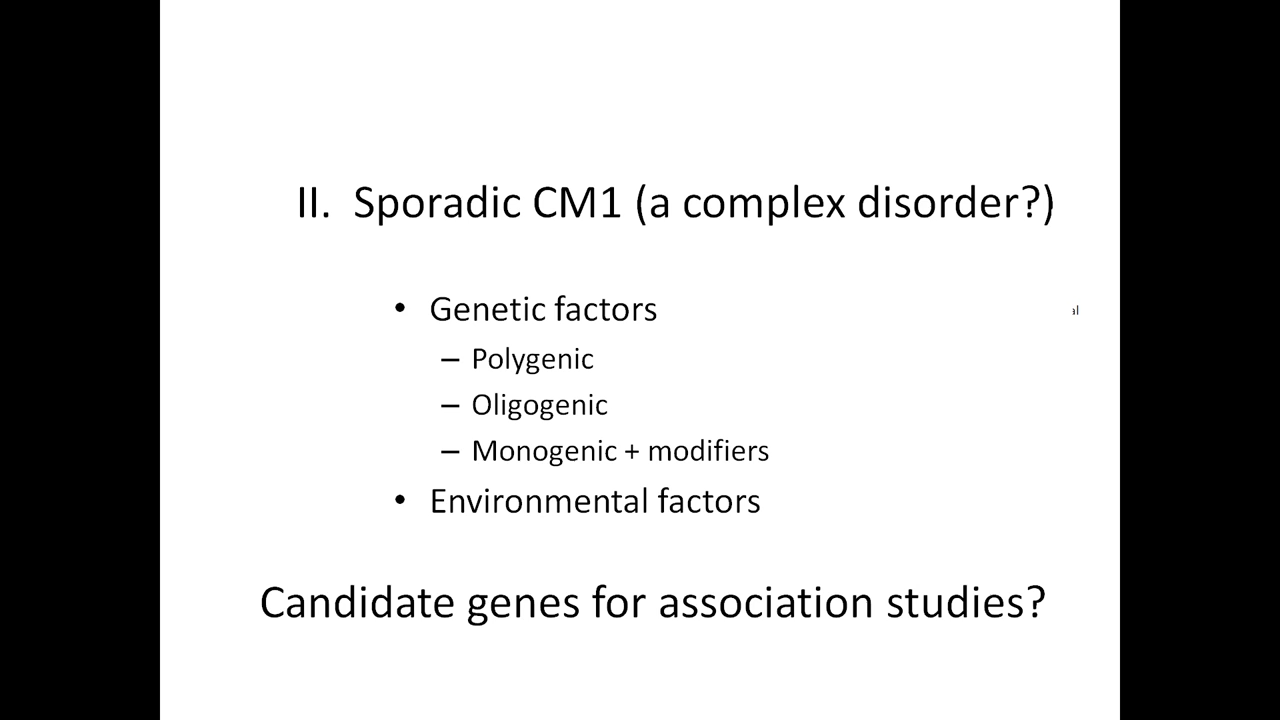 II. Sporadic CM1 (a complex disorder?)
• Genetic factors
– Polygenic
– Oligogenic
– Monogenic + modifiers
• Environmental factors
Candidate genes for association studies?